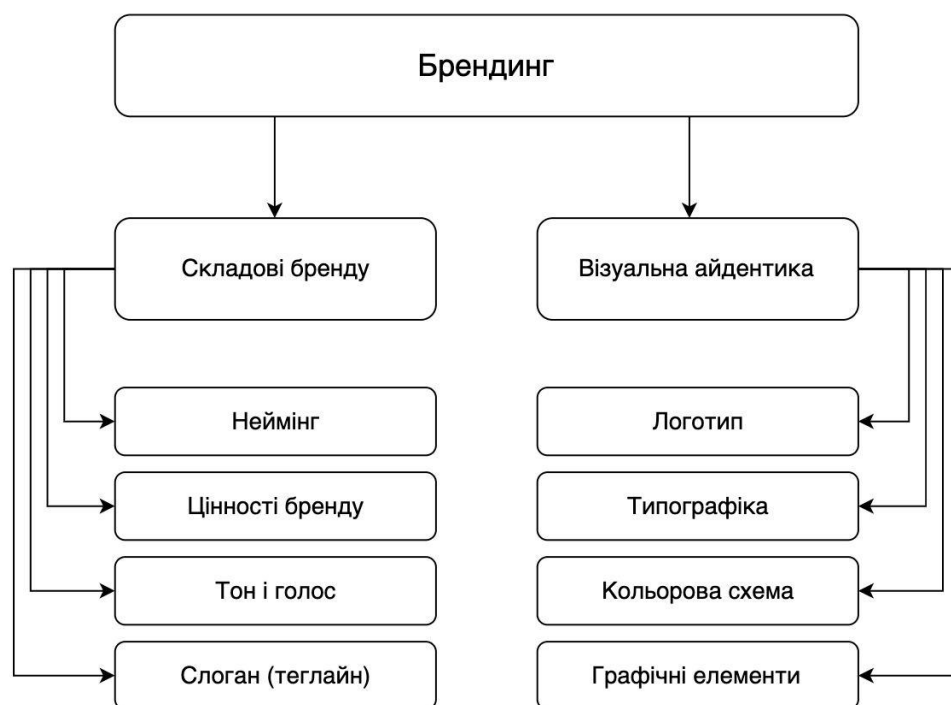 Брендинг
Складові бренду
Візуальна айдентика
Неймінг
Логотип
Цінності бренду
Типографіка
Тон і голос
Кольорова схема
Слоган (теглайн)
Графічні елементи